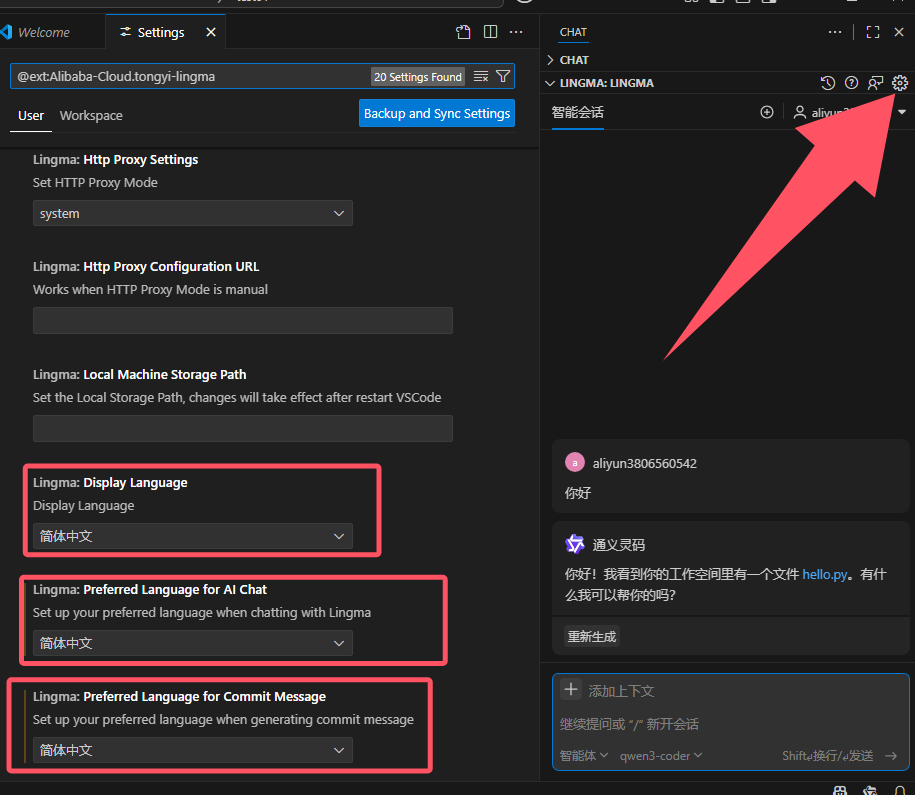 Welcome
Settings
@ext:Alibaba-Cloud.tongyi-lingma
20 Settings Found
User
Workspace
Backup and Sync Settings
Lingma: Http Proxy Settings
Set HTTP Proxy Mode
system
Lingma: Http Proxy Configuration URL
Works when HTTP Proxy Mode is manual
Lingma: Local Machine Storage Path
Set the Local Storage Path, changes will take effect after restart VSCode
Lingma: Display Language
Display Language
简体中文
Lingma: Preferred Language for AI Chat
Set up your preferred language when chatting with Lingma
简体中文
Lingma: Preferred Language for Commit Message
Set up your preferred language when generating commit message
简体中文
CHAT
CHAT
LINGMA: LINGMA
智能会话
a
aliyun3806560542
你好
通义灵码
你好！我看到你的工作空间里有一个文件 hello.py。有什
么我可以帮你的吗?
重新生成
添加上下文
继续提问或 "/" 新开会话
智能体
qwen3-coder
Shift↵换行/↵发送